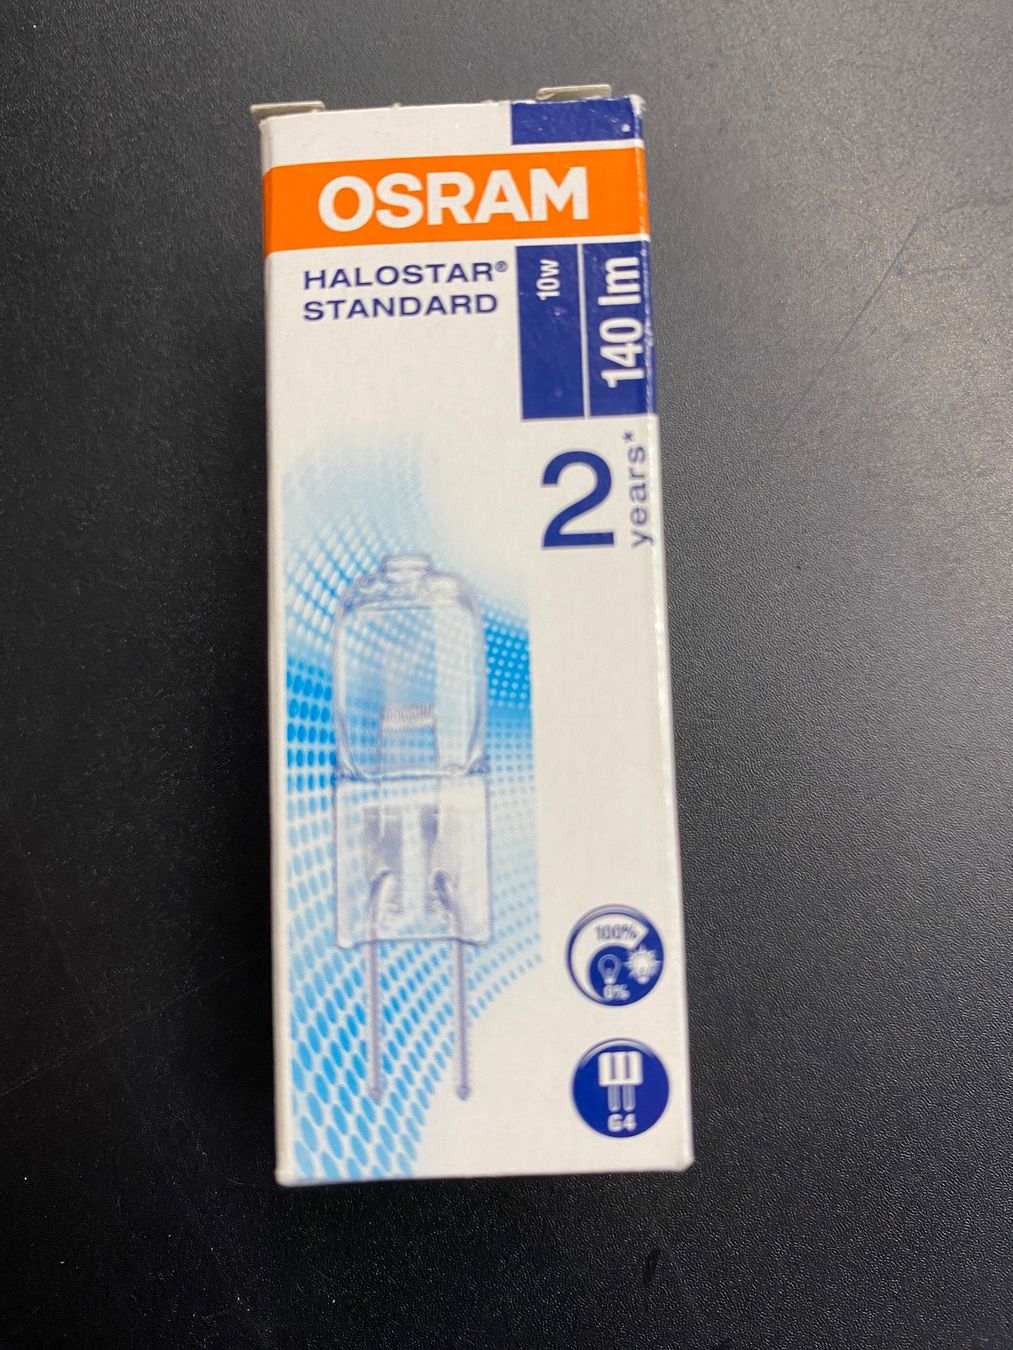 OSRAM
HALOSTAR®
STANDARD
10w
140 lm
2
years*
100%
0%
G4